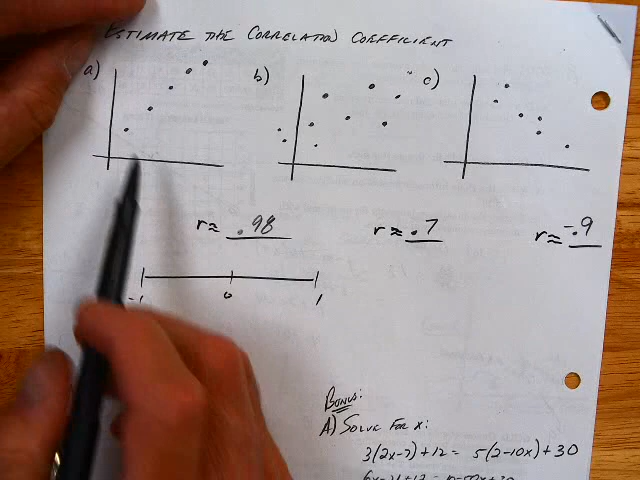 ESTIMATE THE CORRELATION COEFFICIENT
a) b) c)
r≈ .98 r≈ .7 r≈ -.9
-1 0 1
BONUS:
A) SOLVE FOR X:
3(2x-7)+12 = 5(2-10x)+30